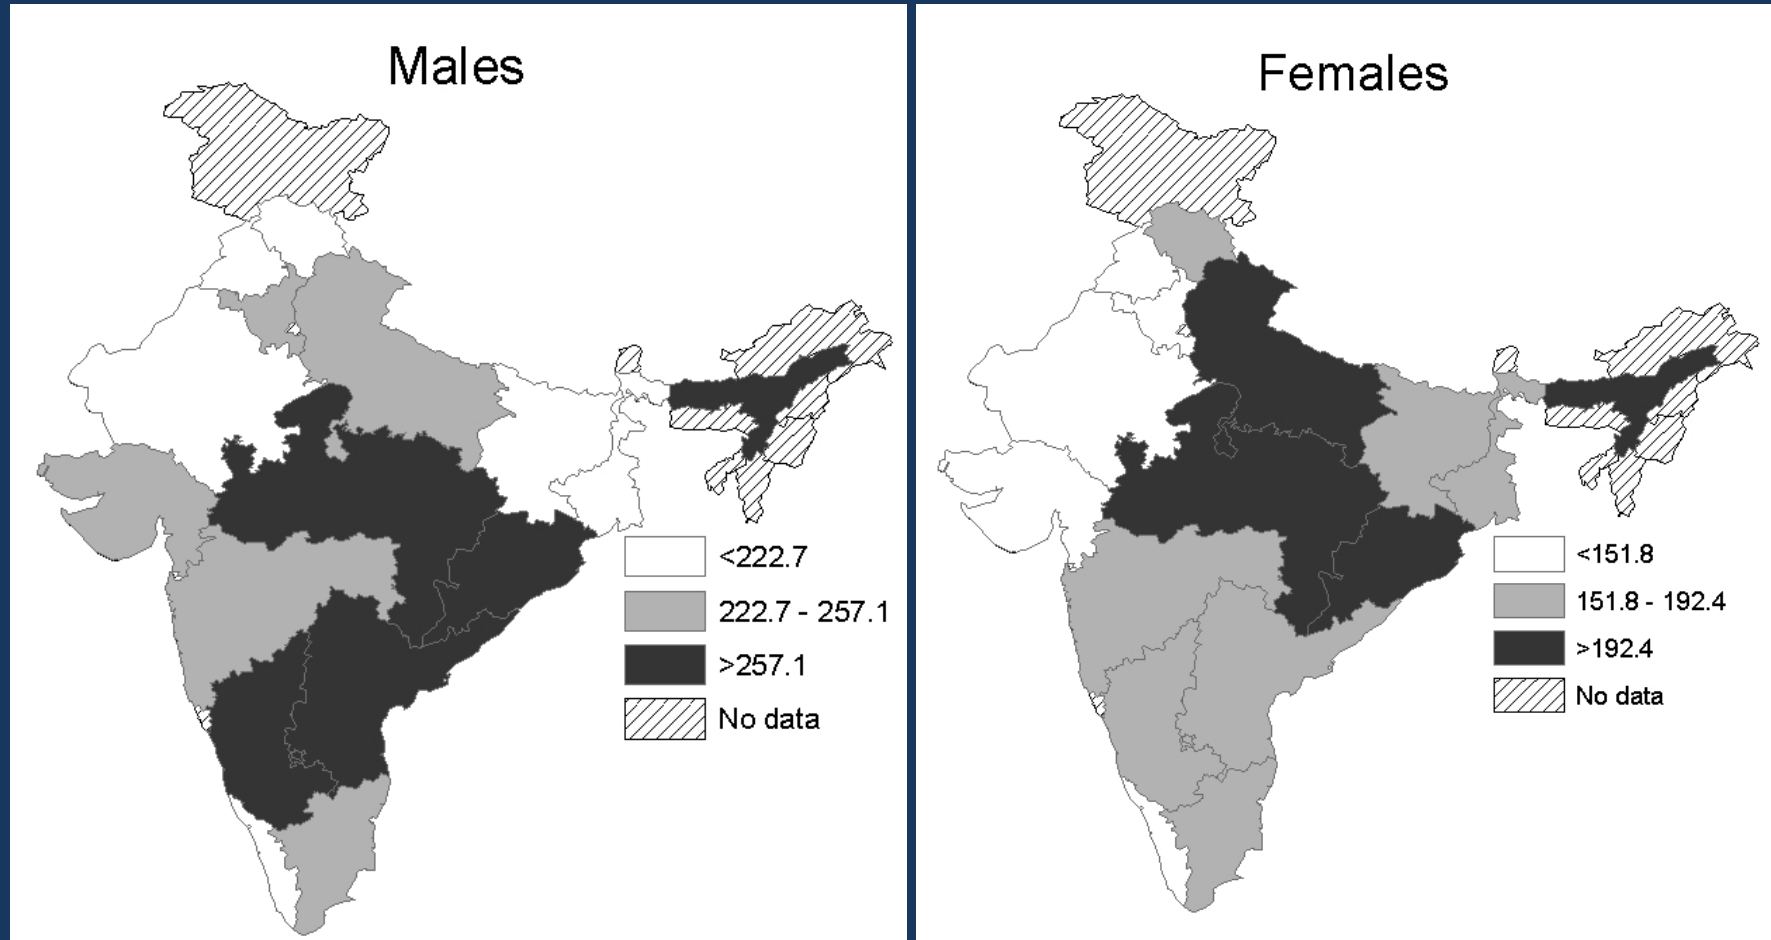 Males
<222.7
222.7 - 257.1
>257.1
No data
Females
<151.8
151.8 - 192.4
>192.4
No data